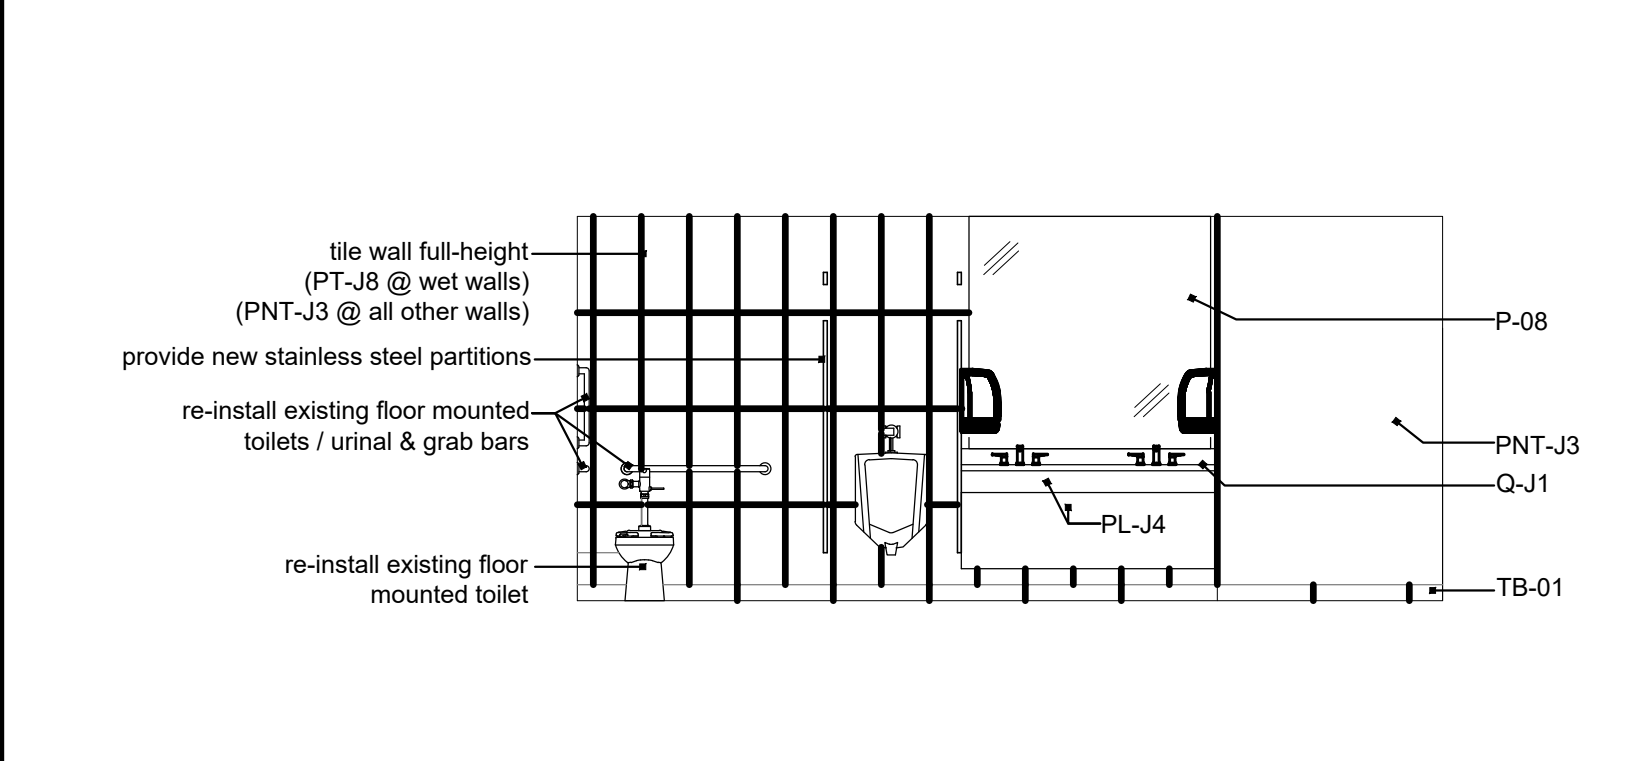 tile wall full-height
(PT-J8 @ wet walls)
(PNT-J3 @ all other walls)
provide new stainless steel partitions
re-install existing floor mounted
toilets / urinal & grab bars
re-install existing floor
mounted toilet
P-08
PNT-J3
Q-J1
PL-J4
TB-01